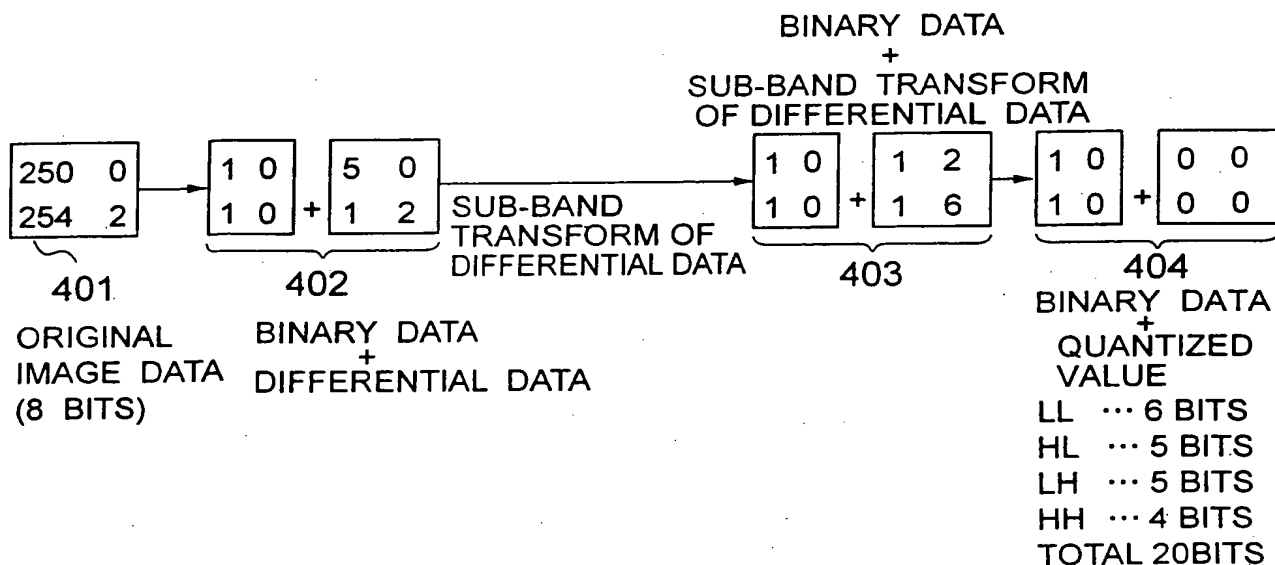 BINARY DATA
+
SUB-BAND TRANSFORM
OF DIFFERENTIAL DATA
250 0
254 2
1 0
1 0
+
5 0
1 2
SUB-BAND
TRANSFORM OF
DIFFERENTIAL DATA
1 0
1 0
+
1 2
1 6
1 0
1 0
+
0 0
0 0
401
402
403
404
ORIGINAL
IMAGE DATA
(8 BITS)
BINARY DATA
+
DIFFERENTIAL DATA
BINARY DATA
+
QUANTIZED
VALUE
LL ··· 6 BITS
HL ··· 5 BITS
LH ··· 5 BITS
HH ··· 4 BITS
TOTAL 20BITS